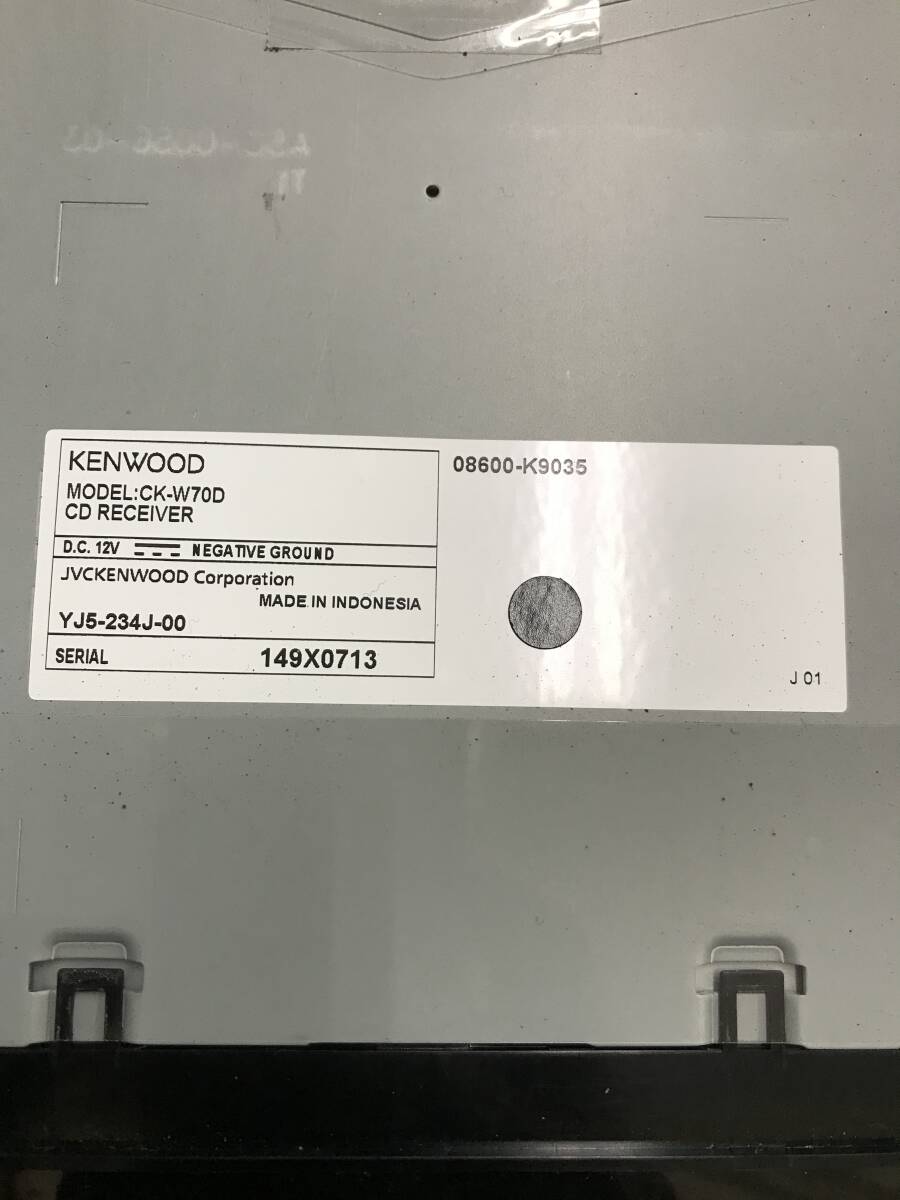 KENWOOD
MODEL:CK-W70D
CD RECEIVER
D.C. 12V NEGATIVE GROUND
JVCKENWOOD Corporation
MADE IN INDONESIA
YJ5-234J-00
SERIAL 149X0713
08600-K9035
J 01